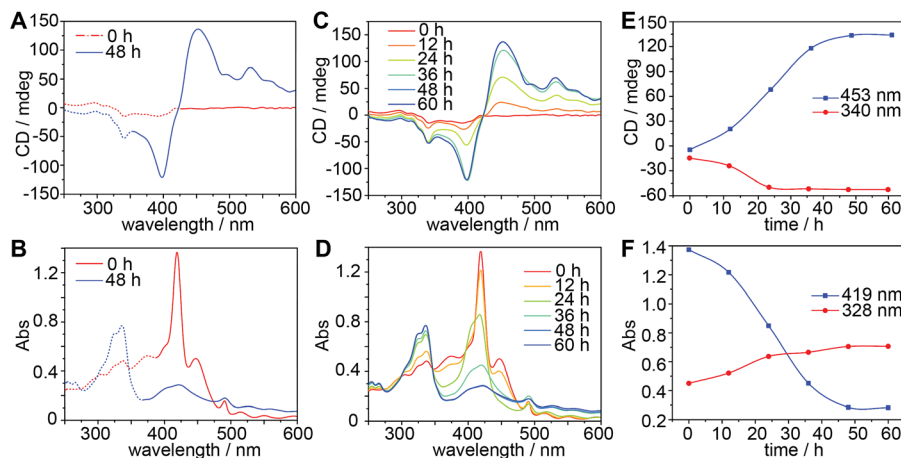 A
CD / mdeg
150
100
50
0
-50
-100
-150
0 h
48 h
300
400
500
600
wavelength / nm
C
CD / mdeg
150
100
50
0
-50
-100
-150
0 h
12 h
24 h
36 h
48 h
60 h
300
400
500
600
wavelength / nm
E
CD / mdeg
150
120
90
60
30
0
-30
-60
453 nm
340 nm
0
10
20
30
40
50
60
time / h
B
Abs
1.2
0.8
0.4
0
0 h
48 h
300
400
500
600
wavelength / nm
D
Abs
1.2
0.8
0.4
0
0 h
12 h
24 h
36 h
48 h
60 h
300
400
500
600
wavelength / nm
F
Abs
1.4
1.2
1.0
0.8
0.6
0.4
0.2
419 nm
328 nm
0
10
20
30
40
50
60
time / h